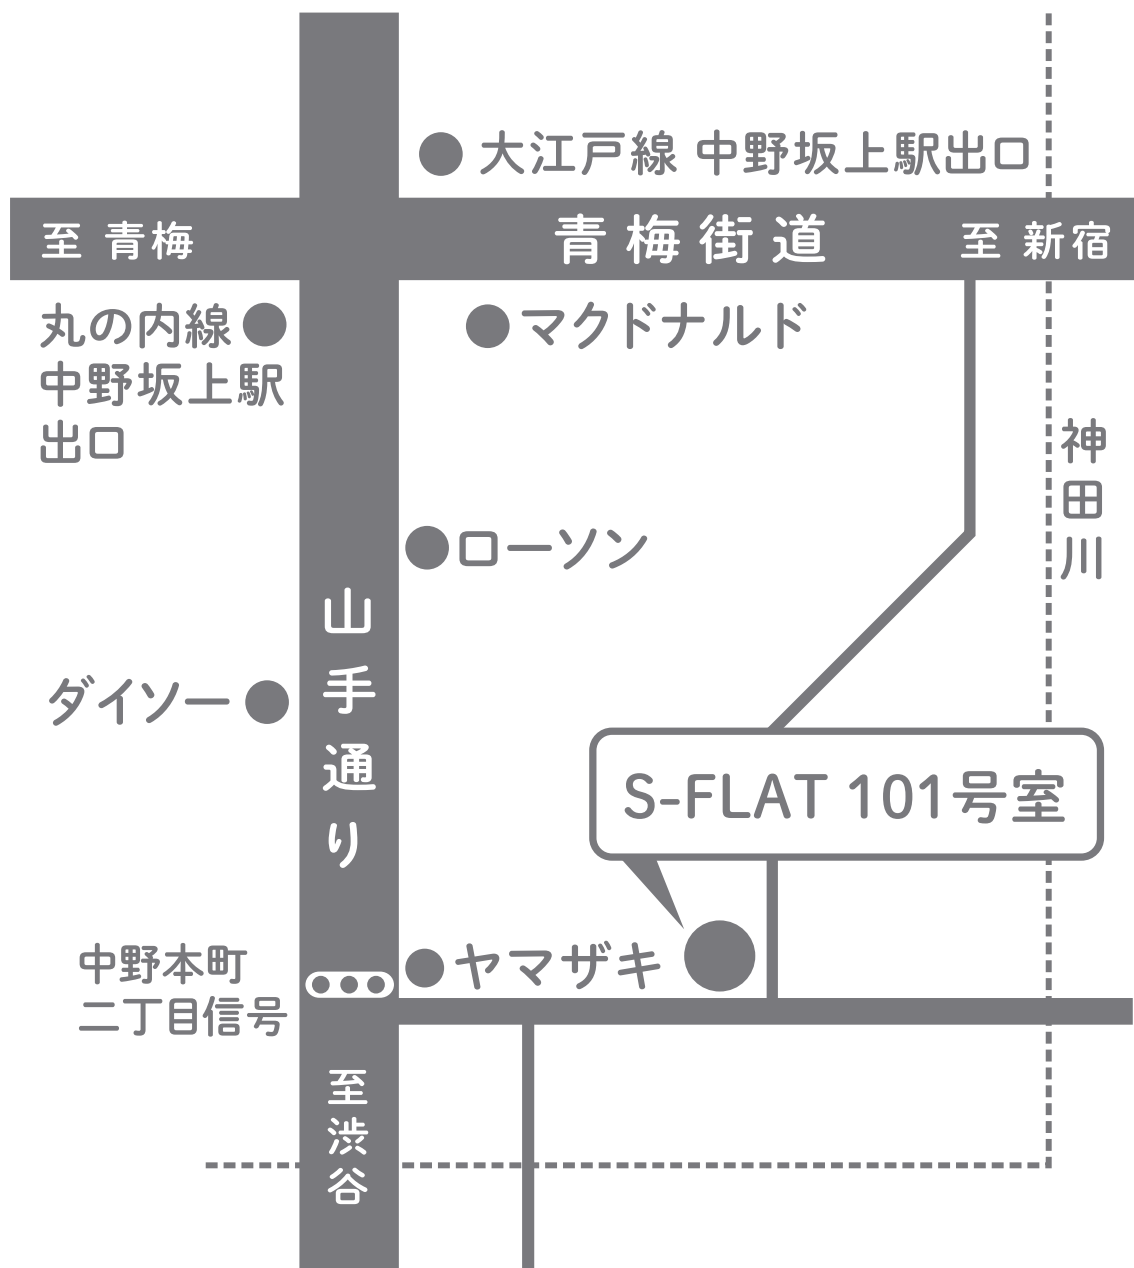 大江戸線 中野坂上駅出口
至 青梅
青梅街道
至 新宿
丸の内線
中野坂上駅
出口
マクドナルド
神田川
ローソン
山手通り
ダイソー
S-FLAT 101号室
中野本町
二丁目信号
ヤマザキ
至渋谷